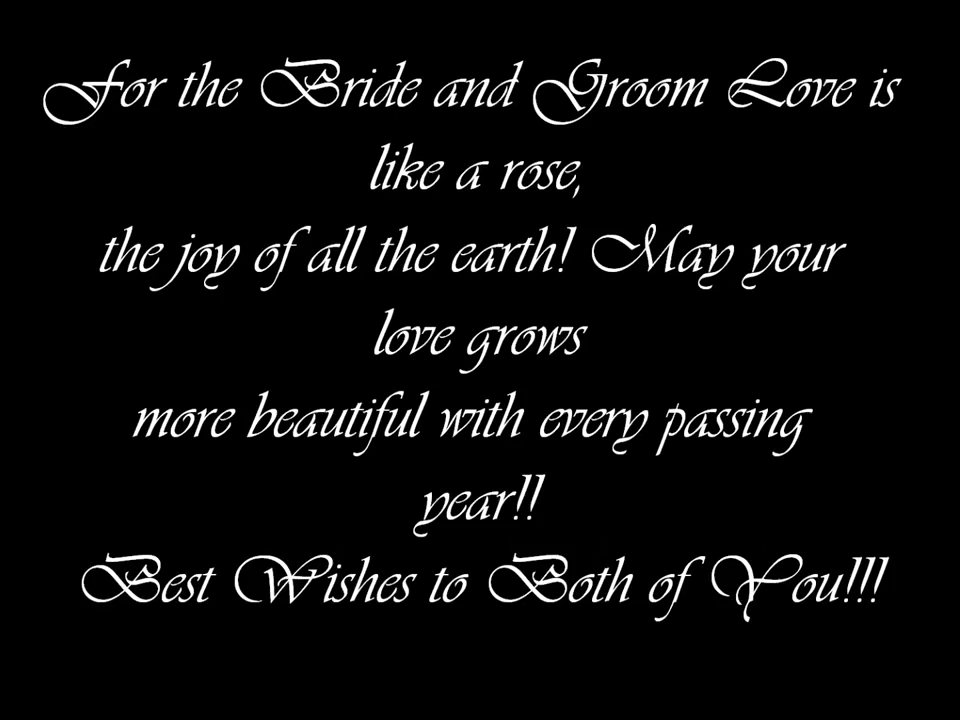 For the Bride and Groom Love is
like a rose,
the joy of all the earth! May your
love grows
more beautiful with every passing
year!!
Best Wishes to Both of You!!!